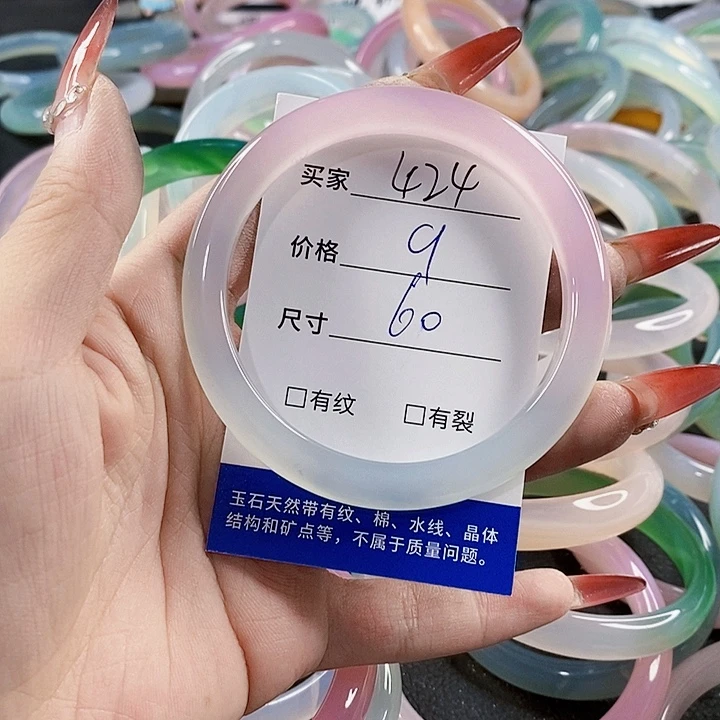 买家 424
价格 9
尺寸 60
□有纹 □有裂
玉石天然带有纹、棉、水线、晶体
结构和矿点等，不属于质量问题。